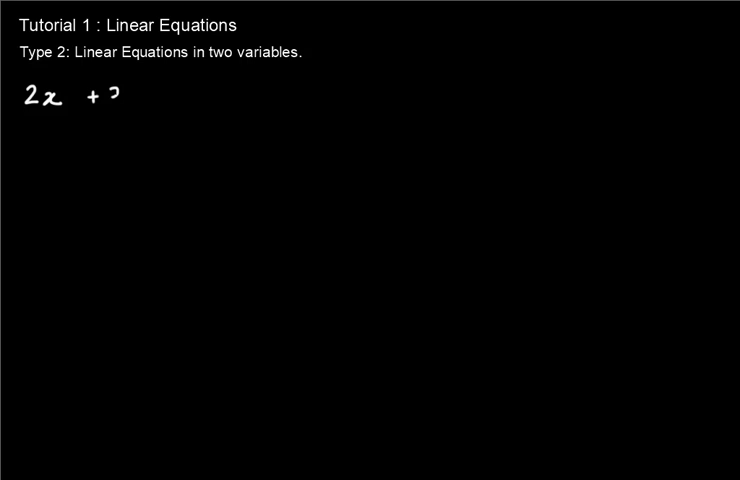 Tutorial 1 : Linear Equations
Type 2: Linear Equations in two variables.
2x +